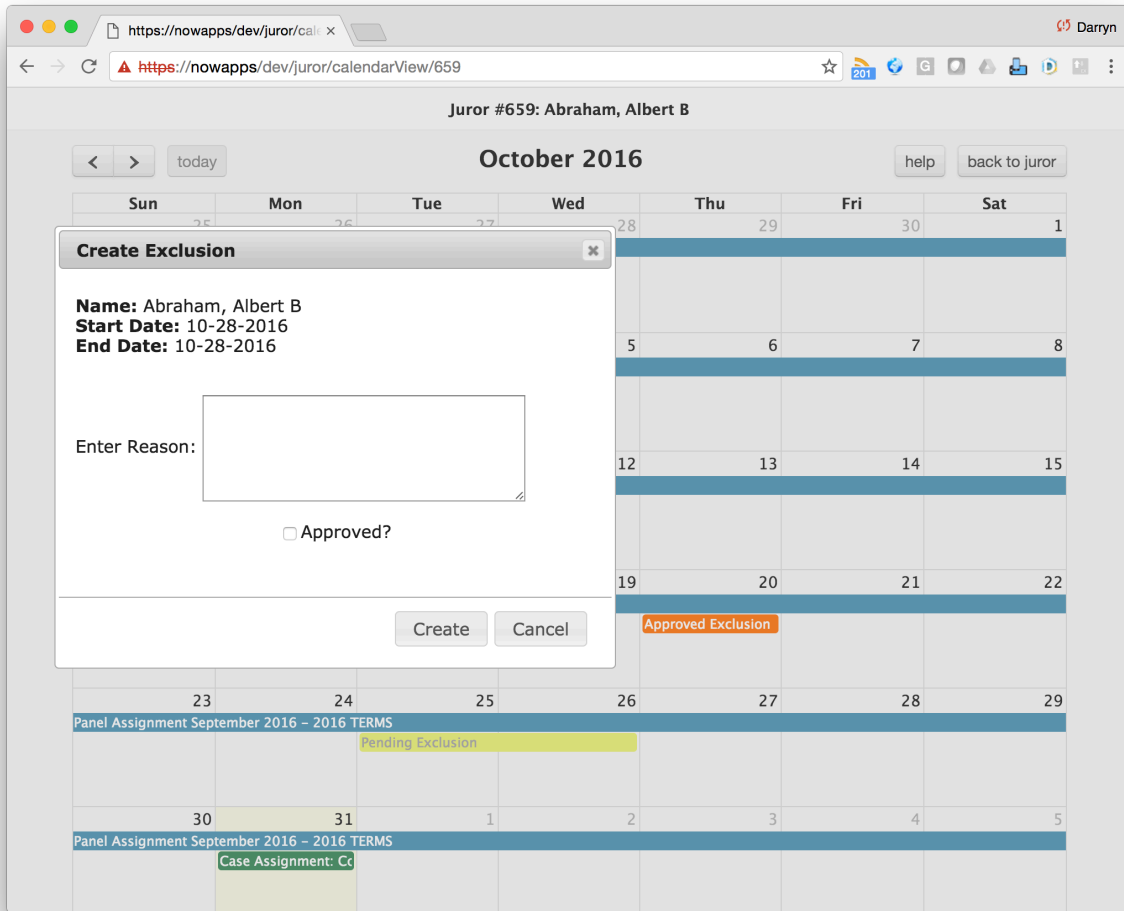 https://nowapps/dev/juror/cale
Darryn
https://nowapps/dev/juror/calendarView/659
201
G
D
Juror #659: Abraham, Albert B
today
October 2016
help
back to juror
Sun Mon Tue Wed Thu Fri Sat
25 26 27 28 29 30 1
Create Exclusion
Name: Abraham, Albert B
Start Date: 10-28-2016
End Date: 10-28-2016
5 6 7 8
Enter Reason:
12 13 14 15
Approved?
19 20 21 22
Approved Exclusion
Create Cancel
23 24 25 26 27 28 29
Panel Assignment September 2016 – 2016 TERMS
Pending Exclusion
30 31 1 2 3 4 5
Panel Assignment September 2016 – 2016 TERMS
Case Assignment: Co